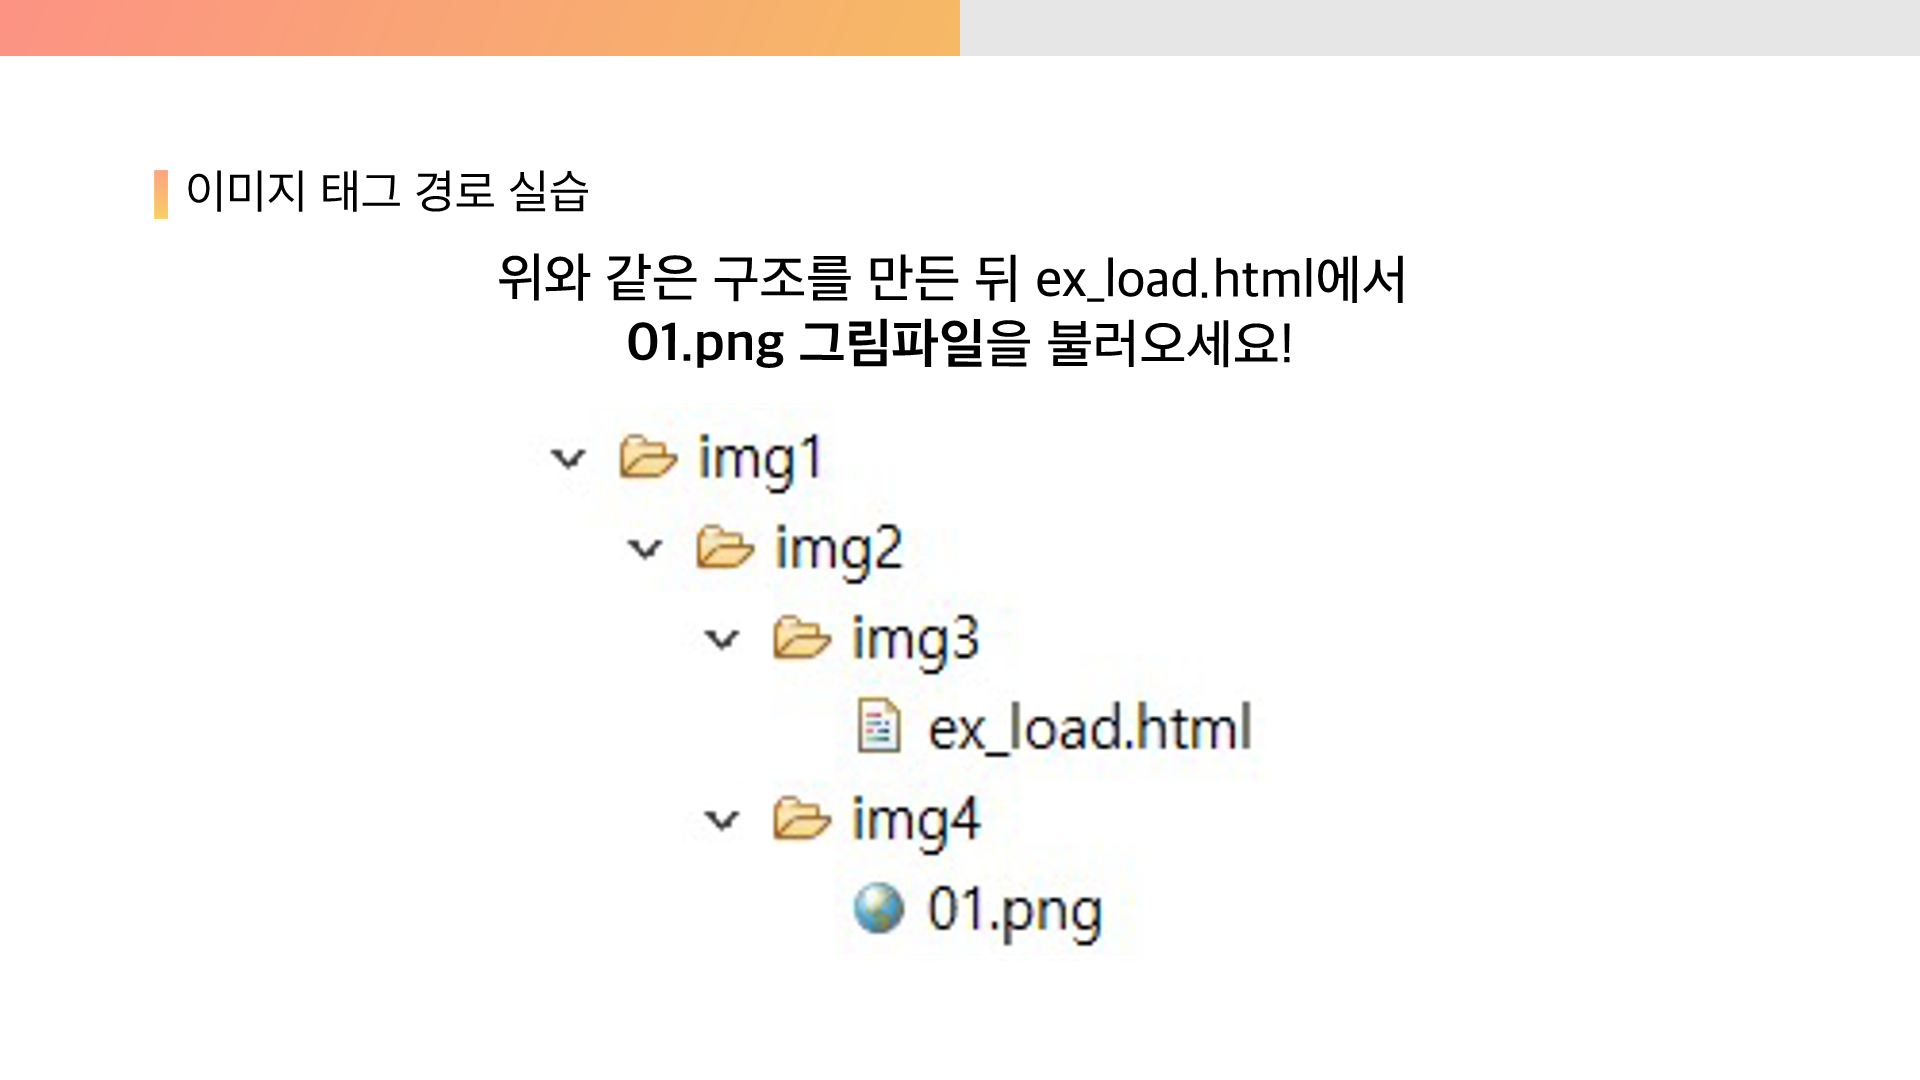 이미지 태그 경로 실습
위와 같은 구조를 만든 뒤 ex_load.html에서
01.png 그림파일을 불러오세요!
img1
img2
img3
ex_load.html
img4
01.png